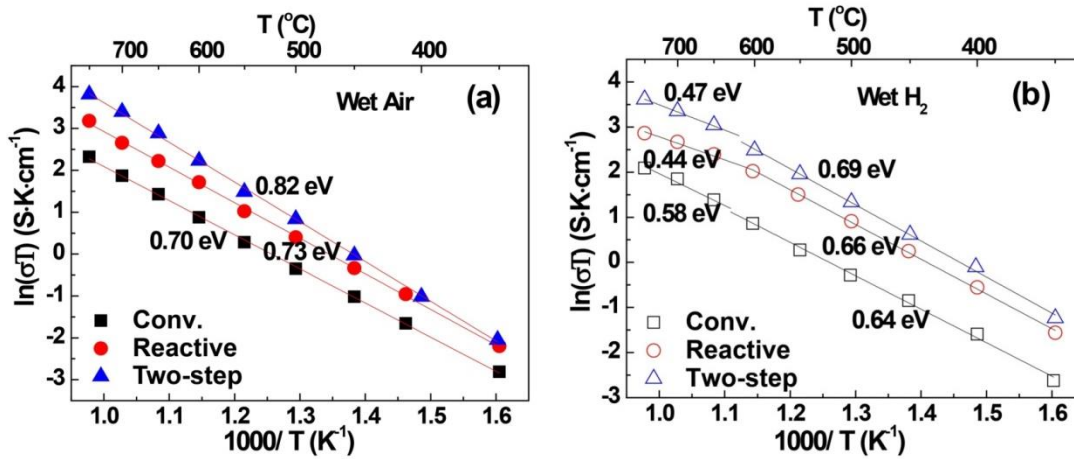 T (°C)
700 600 500 400
Wet Air
(a)
4
3
2
1
0
-1
-2
-3
ln(σT) (S·K·cm⁻¹)
0.82 eV
0.70 eV
0.73 eV
Conv.
Reactive
Two-step
1.0 1.1 1.2 1.3 1.4 1.5 1.6
1000/ T (K⁻¹)
T (°C)
700 600 500 400
Wet H₂
(b)
4
3
2
1
0
-1
-2
-3
ln(σT) (S·K·cm⁻¹)
0.47 eV
0.44 eV
0.58 eV
0.69 eV
0.66 eV
0.64 eV
Conv.
Reactive
Two-step
1.0 1.1 1.2 1.3 1.4 1.5 1.6
1000/ T (K⁻¹)